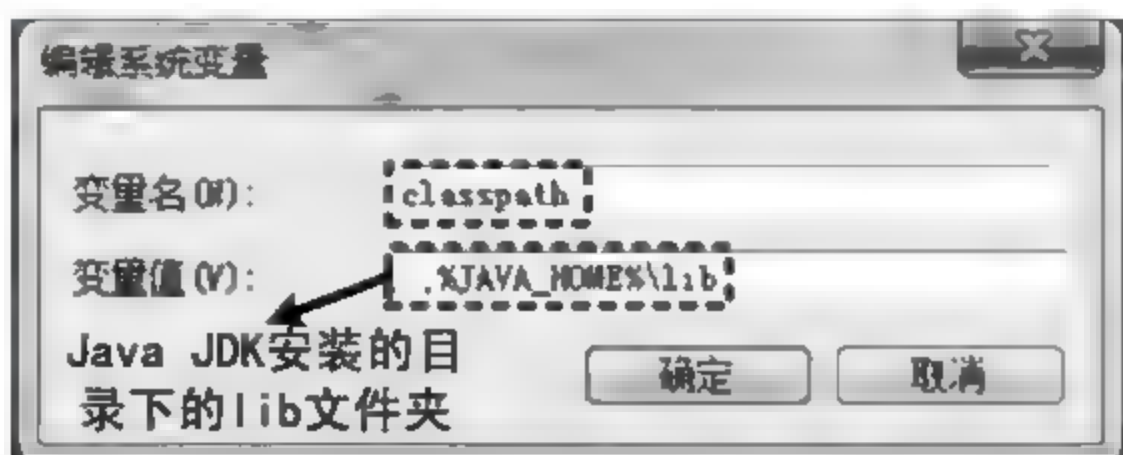 编辑系统变量
变量名(N):
classpath
变量值(V):
.%JAVA_HOME%\lib
Java JDK安装的目
录下的lib文件夹
确定
取消